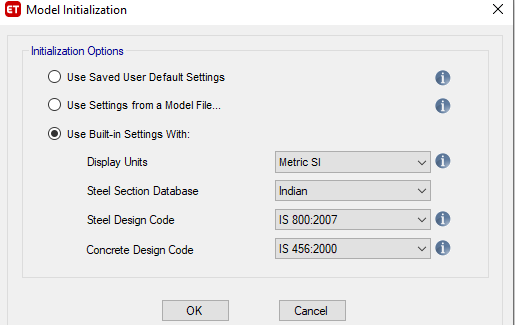 ET Model Initialization
Initialization Options
Use Saved User Default Settings
Use Settings from a Model File...
Use Built-in Settings With:
Display Units Metric SI
Steel Section Database Indian
Steel Design Code IS 800:2007
Concrete Design Code IS 456:2000
OK Cancel